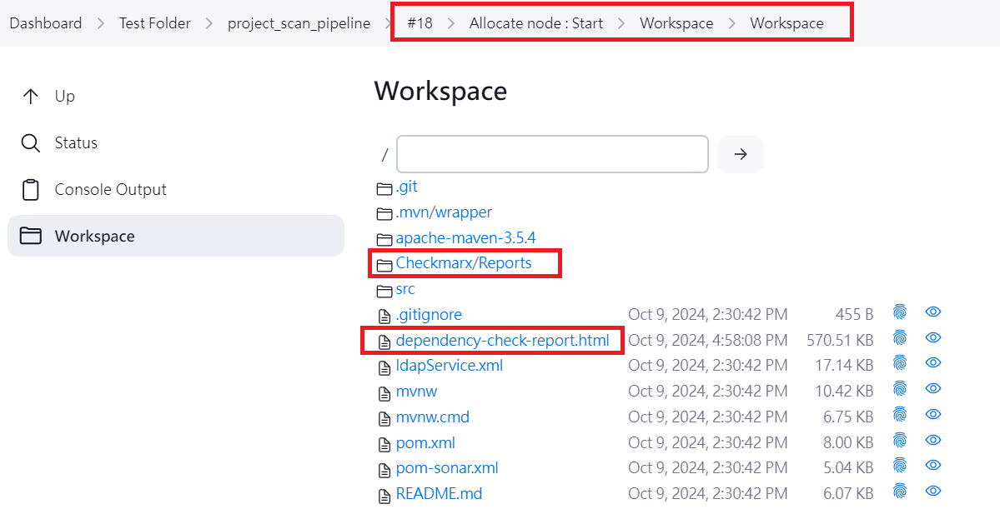 Dashboard > Test Folder > project_scan_pipeline > #18 > Allocate node : Start > Workspace > Workspace
Up
Status
Console Output
Workspace
Workspace
/
.git
.mvn/wrapper
apache-maven-3.5.4
Checkmarx/Reports
src
.gitignore Oct 9, 2024, 2:30:42 PM 455 B
dependency-check-report.html Oct 9, 2024, 4:58:08 PM 570.51 KB
ldapService.xml Oct 9, 2024, 2:30:42 PM 17.14 KB
mvnw Oct 9, 2024, 2:30:42 PM 10.42 KB
mvnw.cmd Oct 9, 2024, 2:30:42 PM 6.75 KB
pom.xml Oct 9, 2024, 2:30:42 PM 8.00 KB
pom-sonar.xml Oct 9, 2024, 2:30:42 PM 5.04 KB
README.md Oct 9, 2024, 2:30:42 PM 6.07 KB